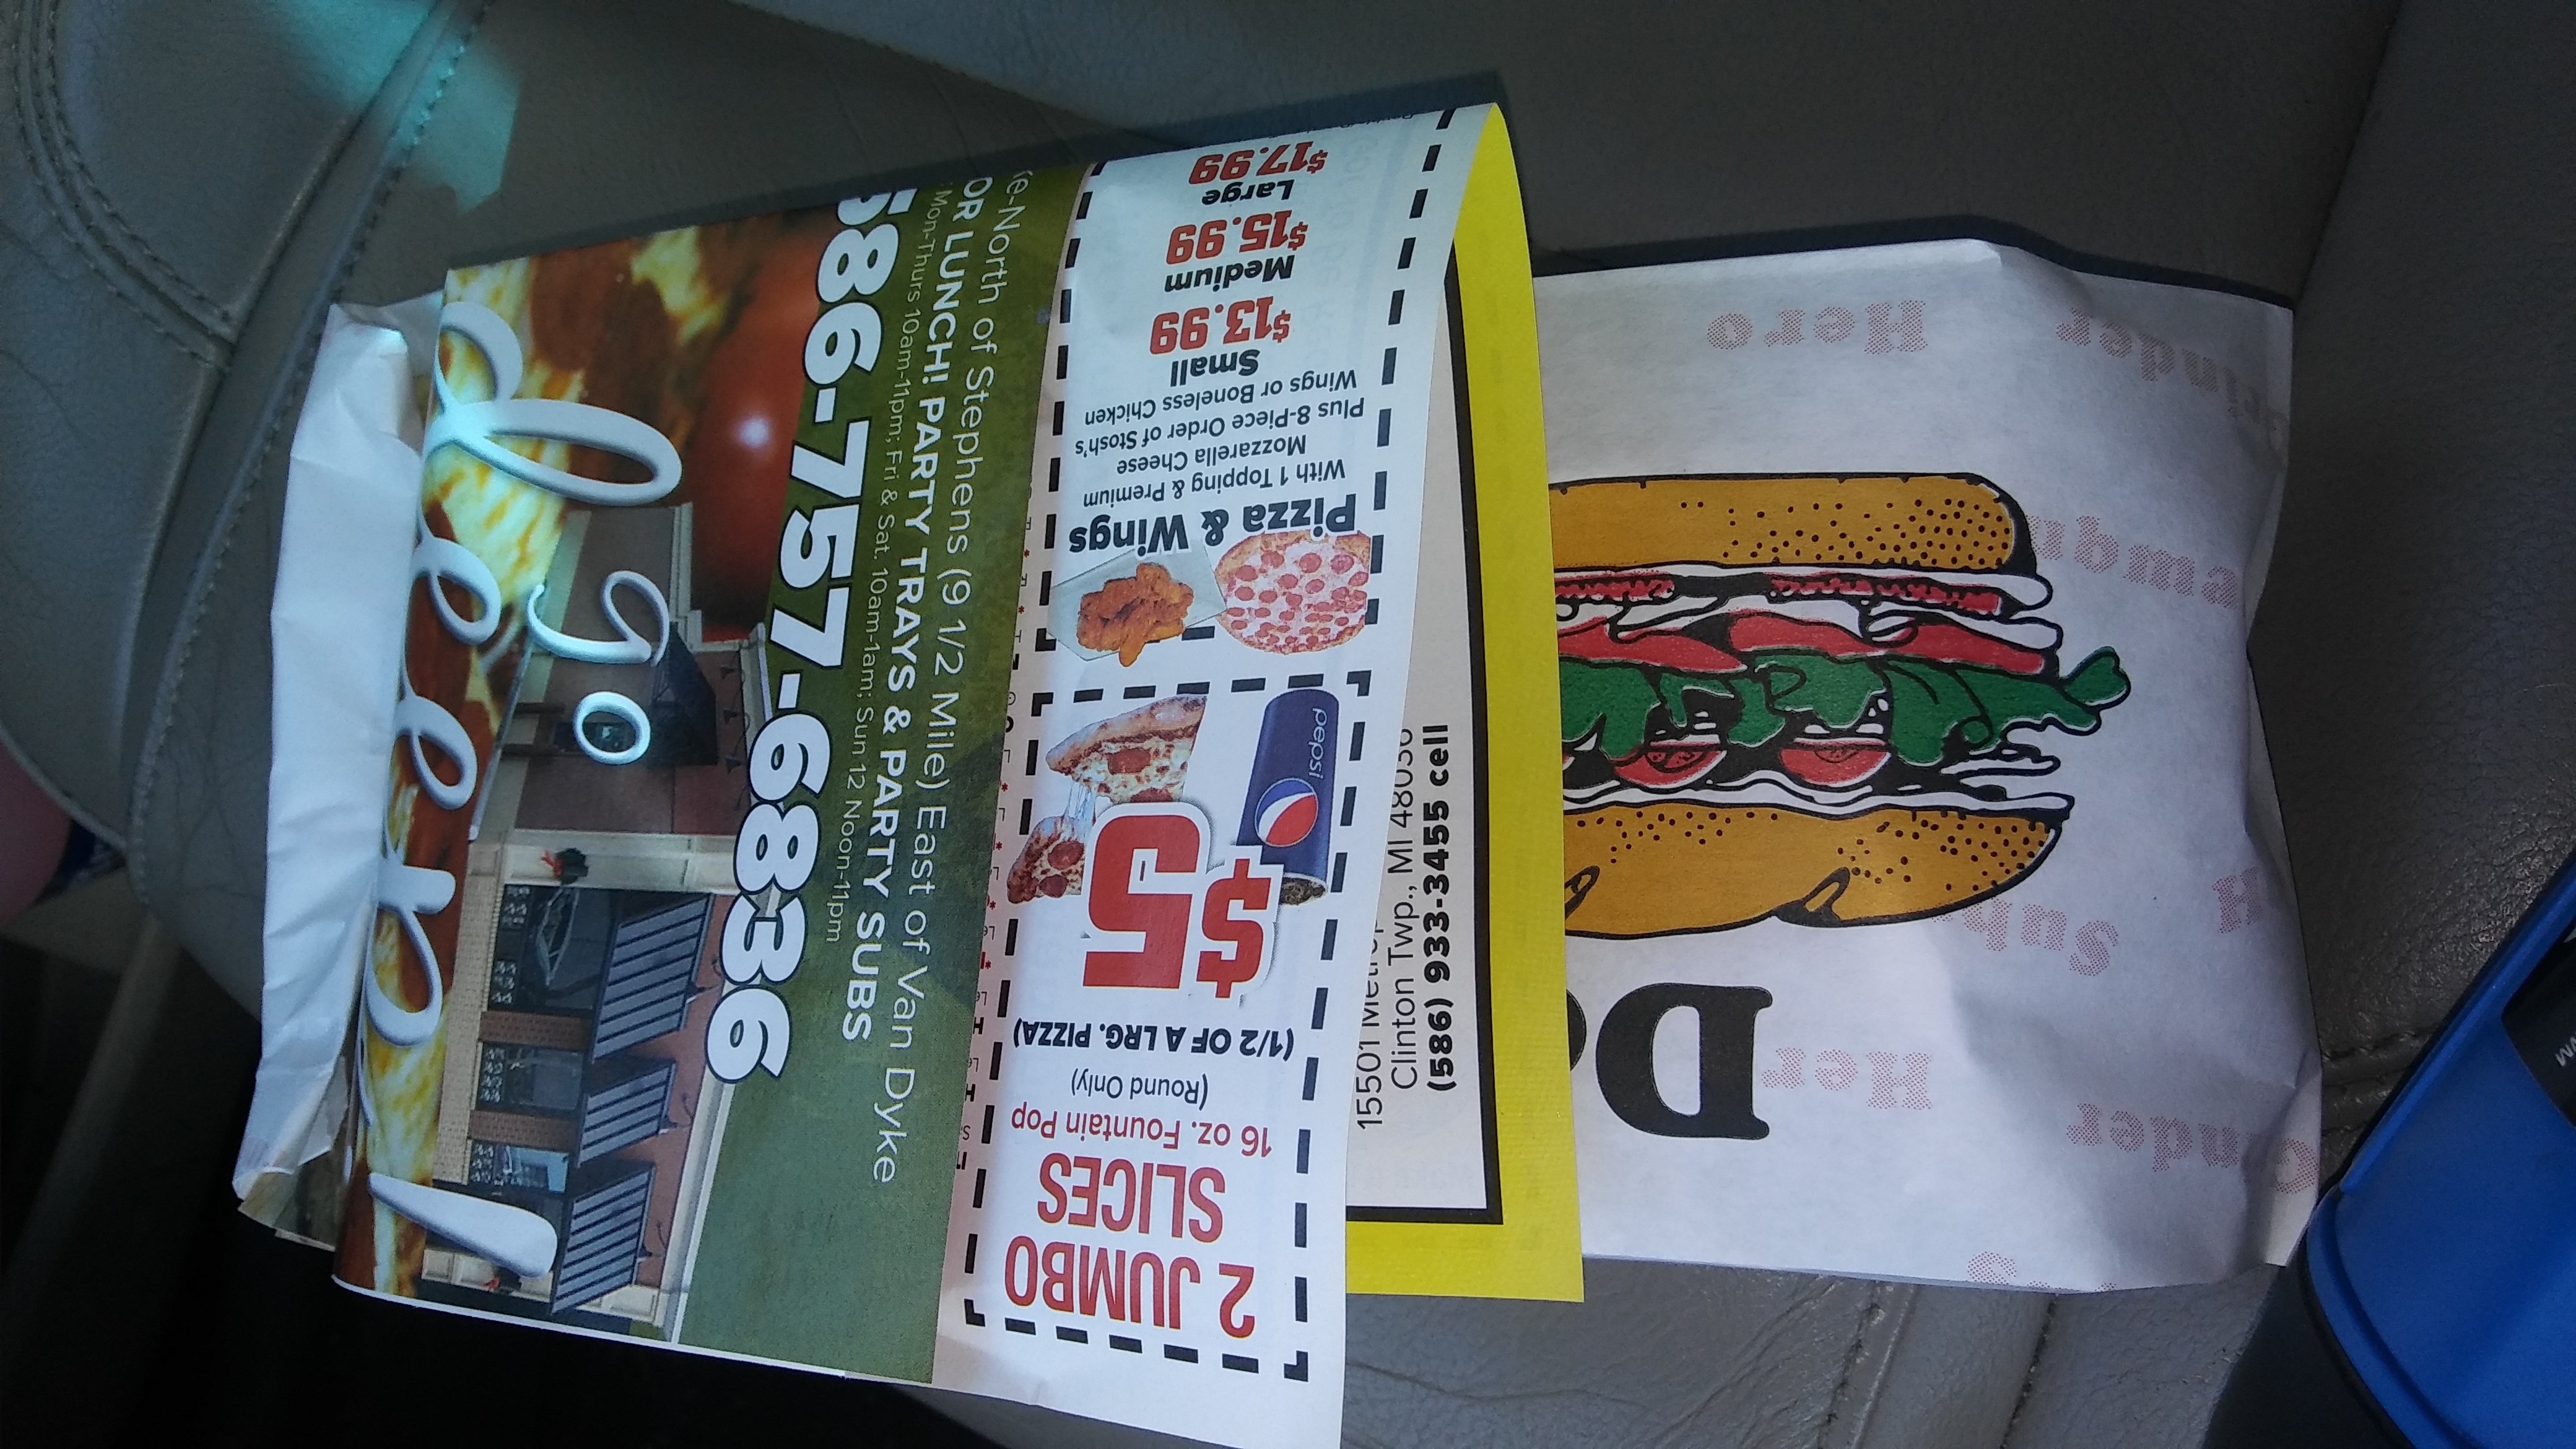 deep!
go
586-757-6836
Mon-Thurs 10am-11pm; Fri & Sat. 10am-1am; Sun 12 Noon-11pm
OR LUNCH! PARTY TRAYS & PARTY SUBS
North of Stephens (9 1/2 Mile) East of Van Dyke
2 JUMBO
SLICES
16 oz. Fountain Pop
(Round Only)
(1/2 OF A LRG. PIZZA)
$5
pepsi
Pizza & Wings
With 1 Topping & Premium
Mozzarella Cheese
Plus 8-Piece Order of Stosh's
Wings or Boneless Chicken
Small
$13.99
Medium
$15.99
Large
$17.99
15501
Clinton Twp., MI
(586) 933-3455 cell
Hero
Sub
Her
D